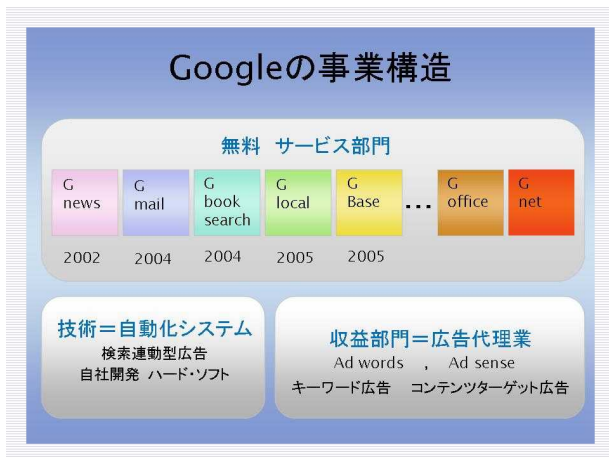 Googleの事業構造
無料 サービス部門
G
news
G
mail
G
book
search
G
local
G
Base
...
G
office
G
net
2002
2004
2004
2005
2005
技術＝自動化システム
検索連動型広告
自社開発 ハード・ソフト
収益部門＝広告代理業
Ad words , Ad sense
キーワード広告 コンテンツターゲット広告